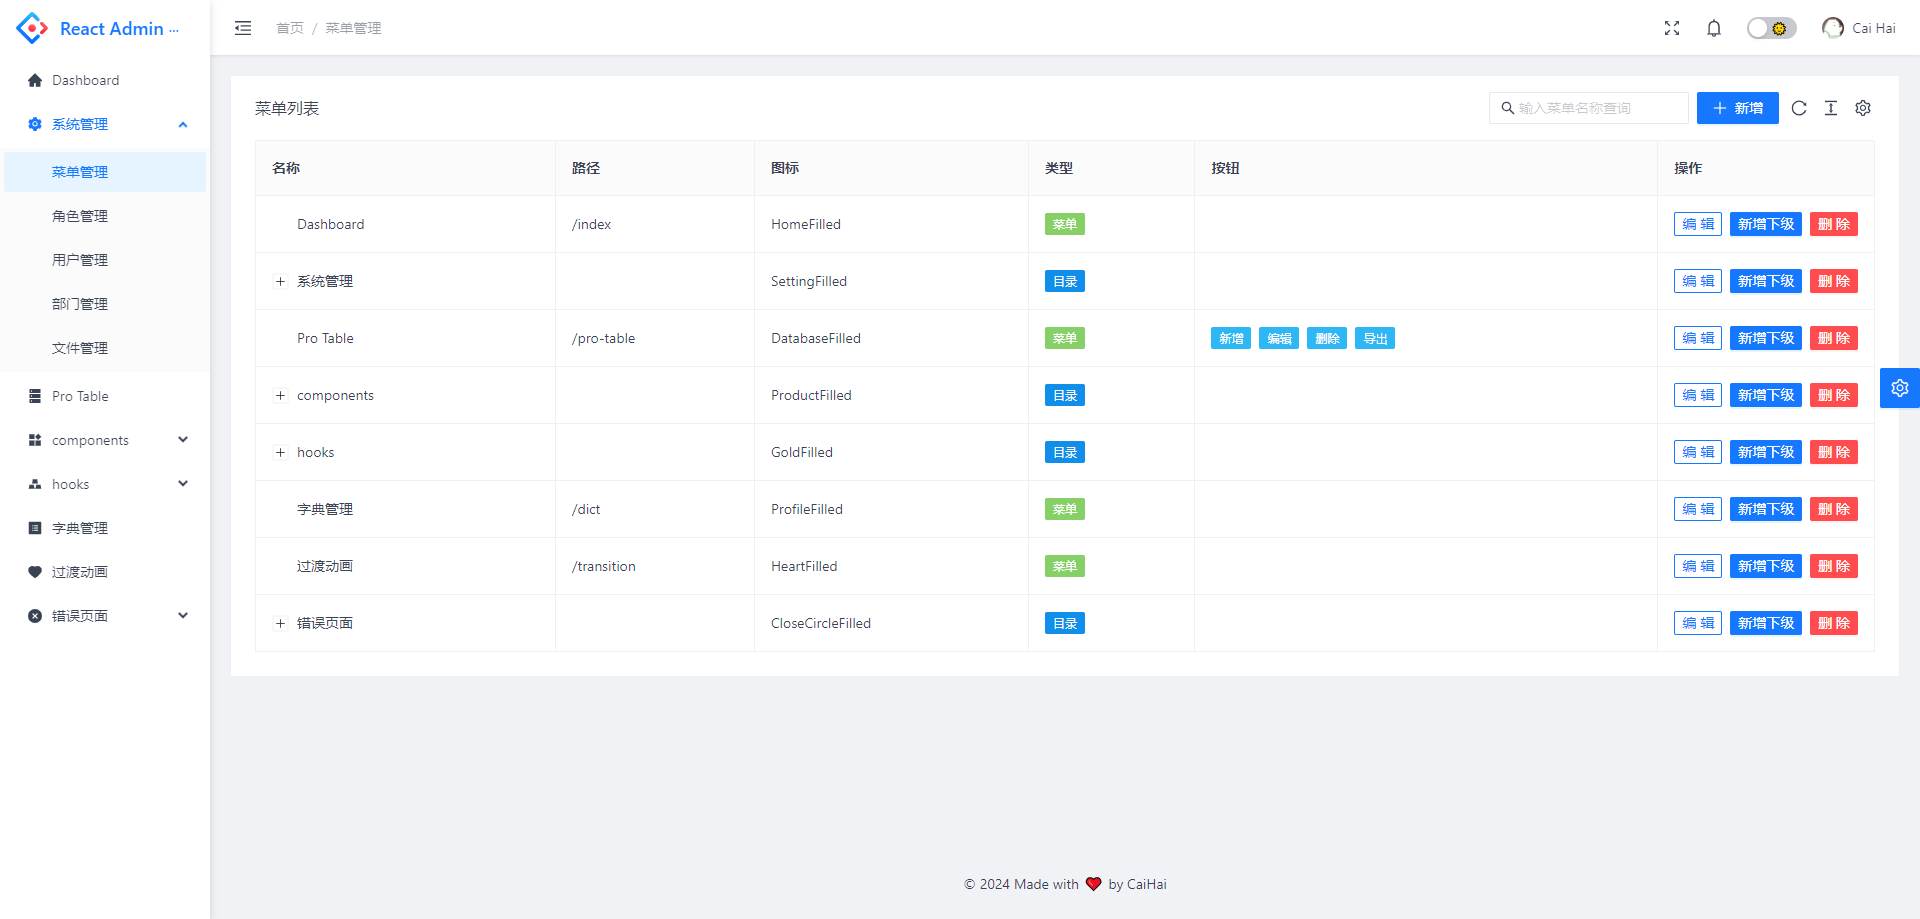 React Admin ...
Dashboard
系统管理
菜单管理
角色管理
用户管理
部门管理
文件管理
Pro Table
components
hooks
字典管理
过渡动画
错误页面
首页 / 菜单管理
Cai Hai
菜单列表
输入菜单名称查询
新增
名称 路径 图标 类型 按钮 操作
Dashboard /index HomeFilled 菜单 编辑 新增下级 删除
系统管理 SettingFilled 目录 编辑 新增下级 删除
Pro Table /pro-table DatabaseFilled 菜单 新增 编辑 删除 导出 编辑 新增下级 删除
components ProductFilled 目录 编辑 新增下级 删除
hooks GoldFilled 目录 编辑 新增下级 删除
字典管理 /dict ProfileFilled 菜单 编辑 新增下级 删除
过渡动画 /transition HeartFilled 菜单 编辑 新增下级 删除
错误页面 CloseCircleFilled 目录 编辑 新增下级 删除
© 2024 Made with ❤ by CaiHai